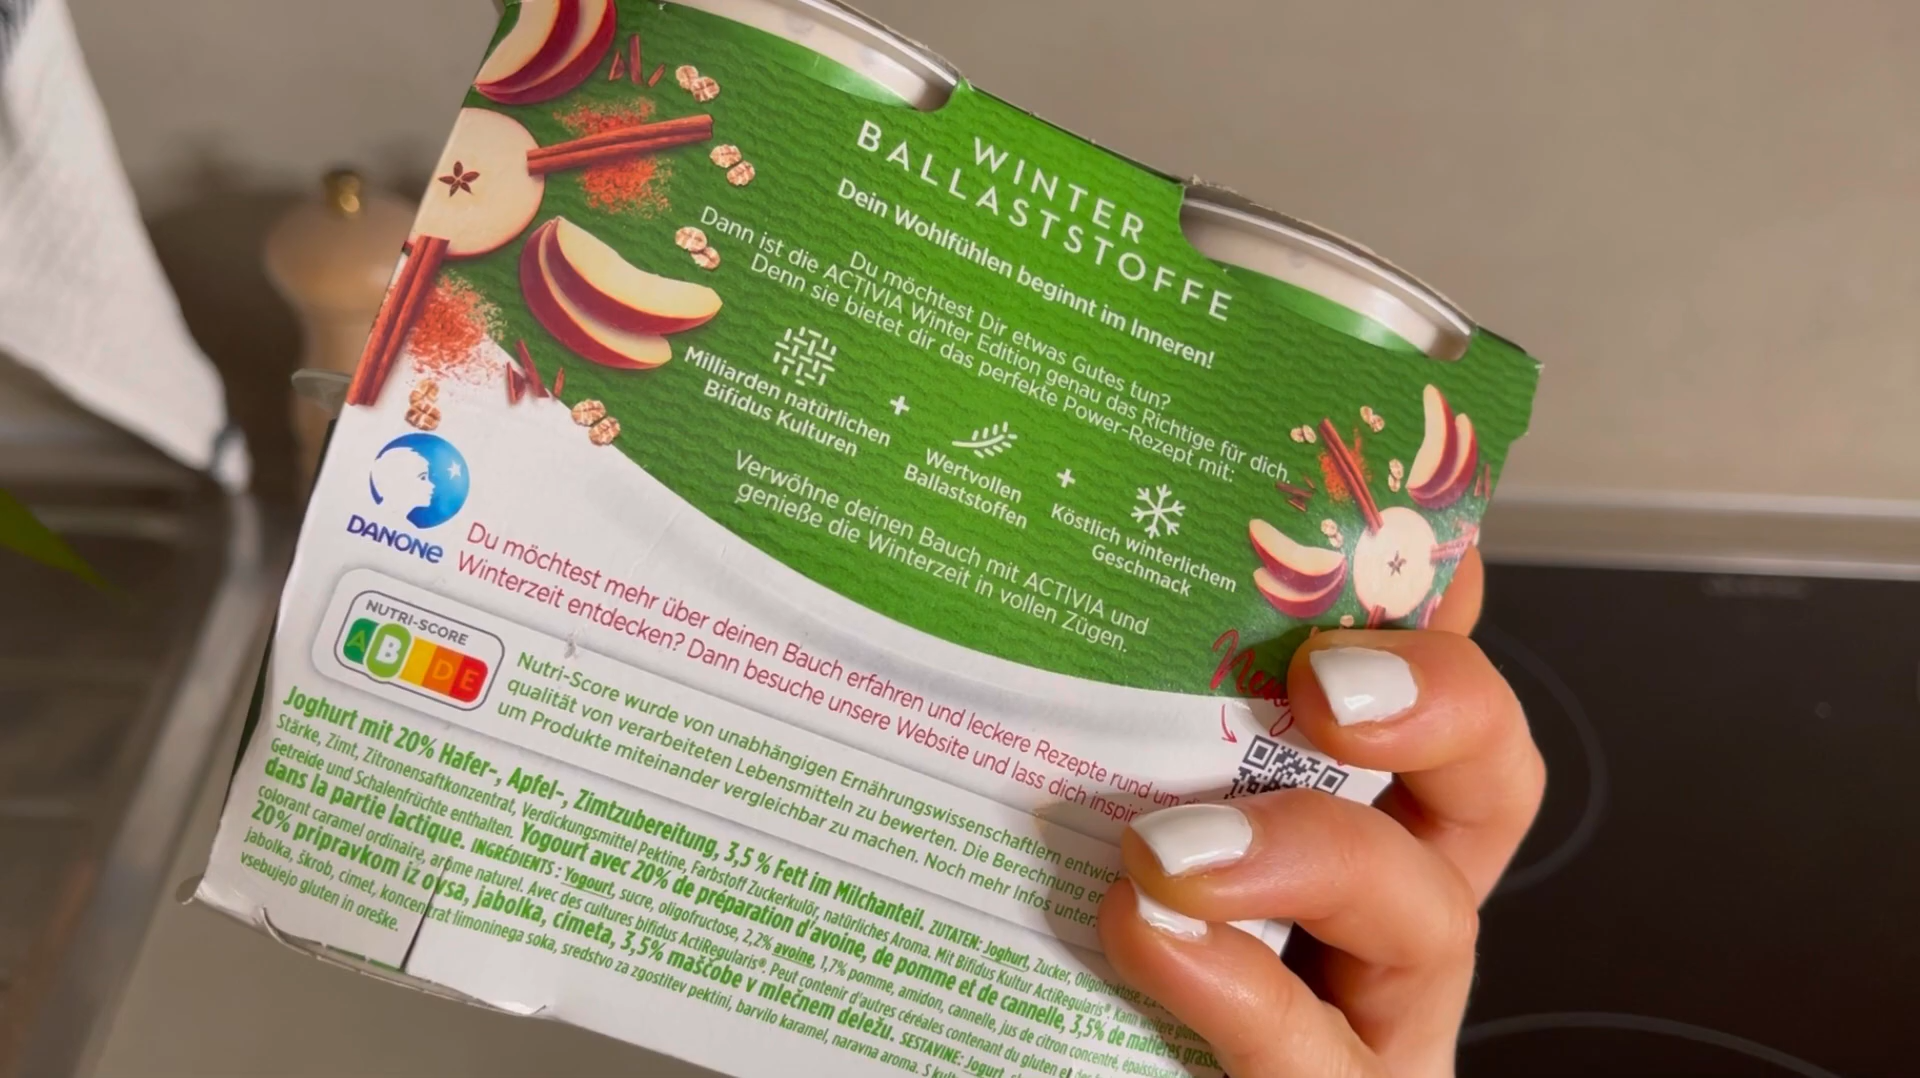 WINTER
BALLASTSTOFFE
Dein Wohlfühlen beginnt im Inneren!
Du möchtest Dir etwas Gutes tun?
Dann ist die ACTIVIA Winter Edition genau das Richtige für dich.
Denn sie bietet dir das perfekte Power-Rezept mit:
Milliarden natürlichen
Bifidus Kulturen
+
Wertvollen
Ballaststoffen
+
Köstlich winterlichem
Geschmack
Verwöhne deinen Bauch mit ACTIVIA und
genieße die Winterzeit in vollen Zügen.
DANONE
Du möchtest mehr über deinen Bauch erfahren und leckere Rezepte rund um
Winterzeit entdecken? Dann besuche unsere Website und lass dich
NUTRI-SCORE
A B D E
Nutri-Score wurde von unabhängigen Ernährungswissenschaftlern
qualität von verarbeiteten Lebensmitteln zu bewerten. Die Berechnung
um Produkte miteinander vergleichbar zu machen. Noch mehr Infos unter:
Joghurt mit 20% Hafer-, Apfel-, Zimtzubereitung, 3,5 % Fett im Milchanteil. ZUTATEN: Joghurt, Zucker, Oligofruktose,
Stärke, Zimt, Zitronensaftkonzentrat, Verdickungsmittel Pektine, Farbstoff Zuckerkulör, natürliches Aroma. Mit Bifidus Kultur ActiRegularis®. Kann weitere
Getreide und Schalenfrüchte enthalten. Yogourt avec 20% de préparation d'avoine, de pomme et de cannelle, 3,5% de matières
dans la partie lactique. INGRÉDIENTS : Yogourt, sucre, oligofructose, 2,2% avoine, 1,7% pomme, amidon, cannelle, jus de citron concentré,
colorant caramel ordinaire, arôme naturel. Avec des cultures bifidus ActiRegularis®. Peut contenir d'autres céréales contenant du gluten et
20% pripravkom iz ovsa, jabolka, cimeta, 3,5% maščobe v mlečnem deležu. SESTAVINE: Jogurt,
jabolka, škrob, cimet, koncentrat limoninega soka, sredstvo za zgostitev pektini, barvilo karamel, naravna aroma. S
vsebujejo gluten in oreške.